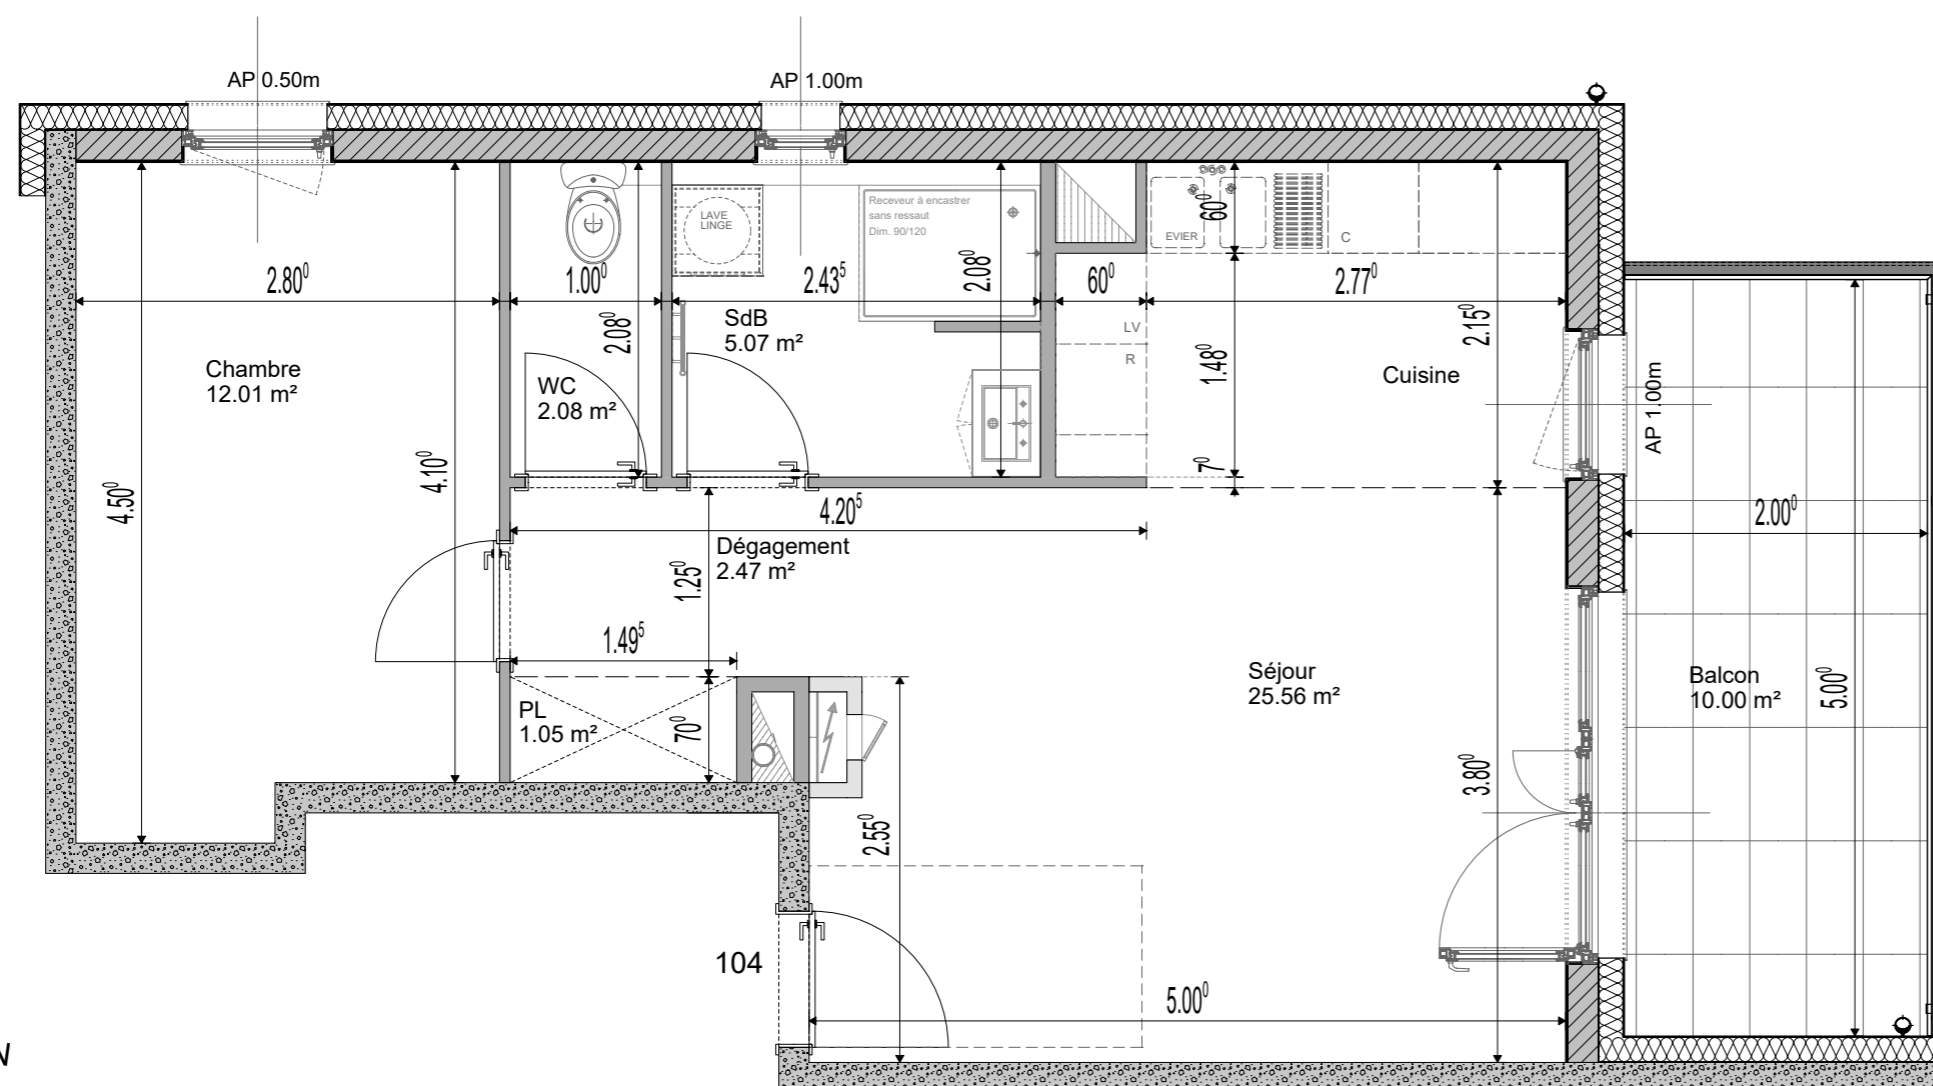 AP 0.50m
AP 1.00m
LAVE
LINGE
Receveur à encastrer
sans ressaut
Dim. 90/120
EVIER
C
60⁰
2.80⁰
1.00⁰
2.43⁵
2.08⁰
60⁰
2.77⁰
2.08⁰
SdB
5.07 m²
LV
R
2.15⁰
1.48⁰
Chambre
12.01 m²
WC
2.08 m²
Cuisine
AP 1.00m
4.50⁰
4.10⁰
7⁰
4.20⁵
2.00⁰
Dégagement
2.47 m²
1.25⁰
1.49⁵
Séjour
25.56 m²
Balcon
10.00 m²
5.00⁰
PL
1.05 m²
70⁰
3.80⁰
2.55⁰
104
5.00⁰
N